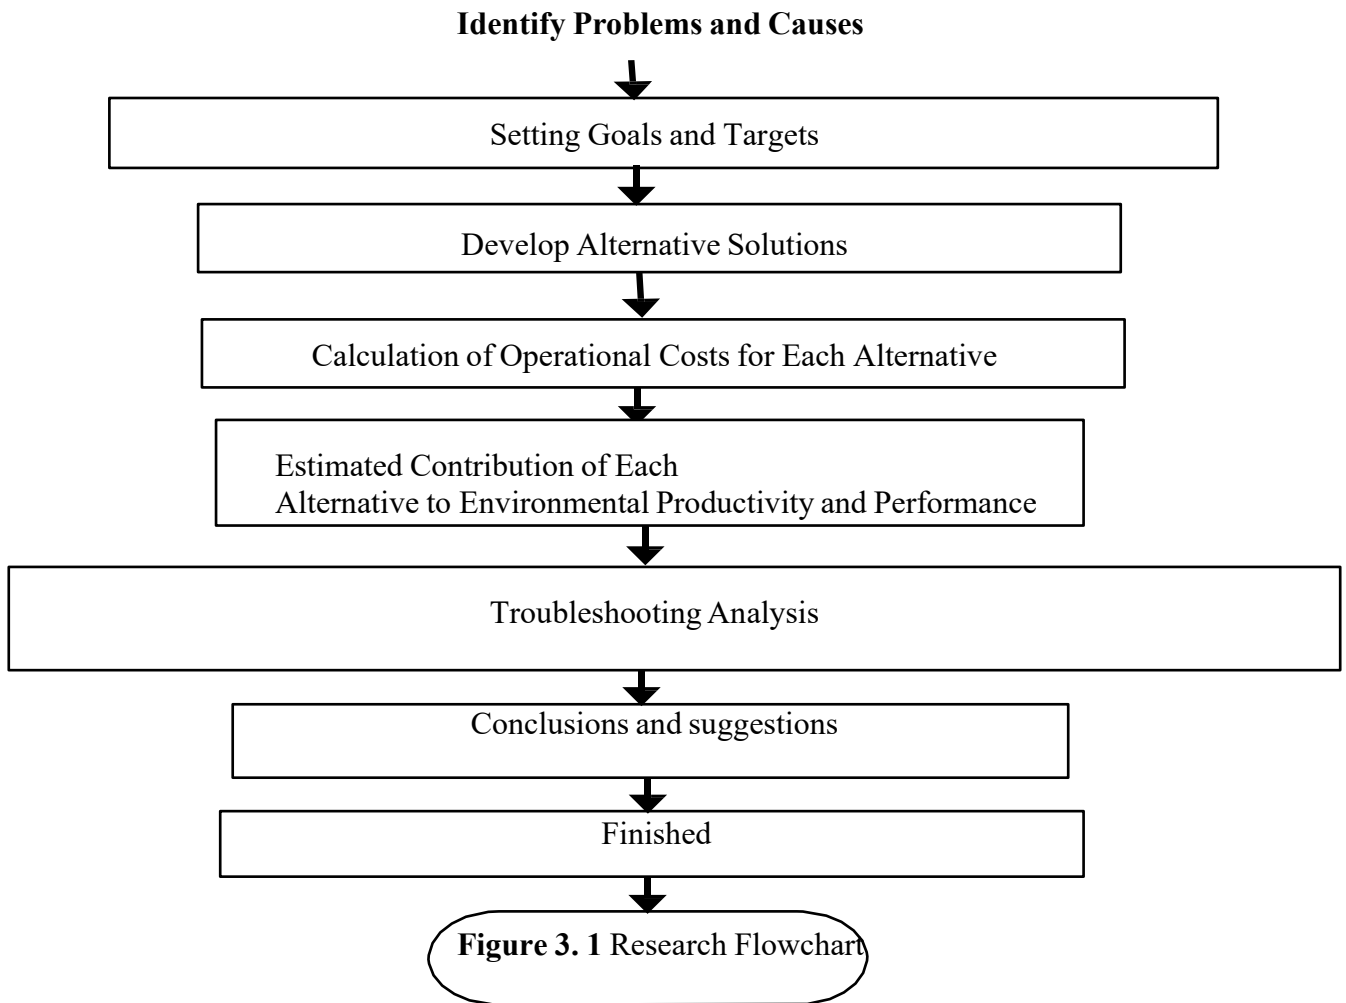 Identify Problems and Causes
Setting Goals and Targets
Develop Alternative Solutions
Calculation of Operational Costs for Each Alternative
Estimated Contribution of Each
Alternative to Environmental Productivity and Performance
Troubleshooting Analysis
Conclusions and suggestions
Finished
Figure 3. 1 Research Flowchart